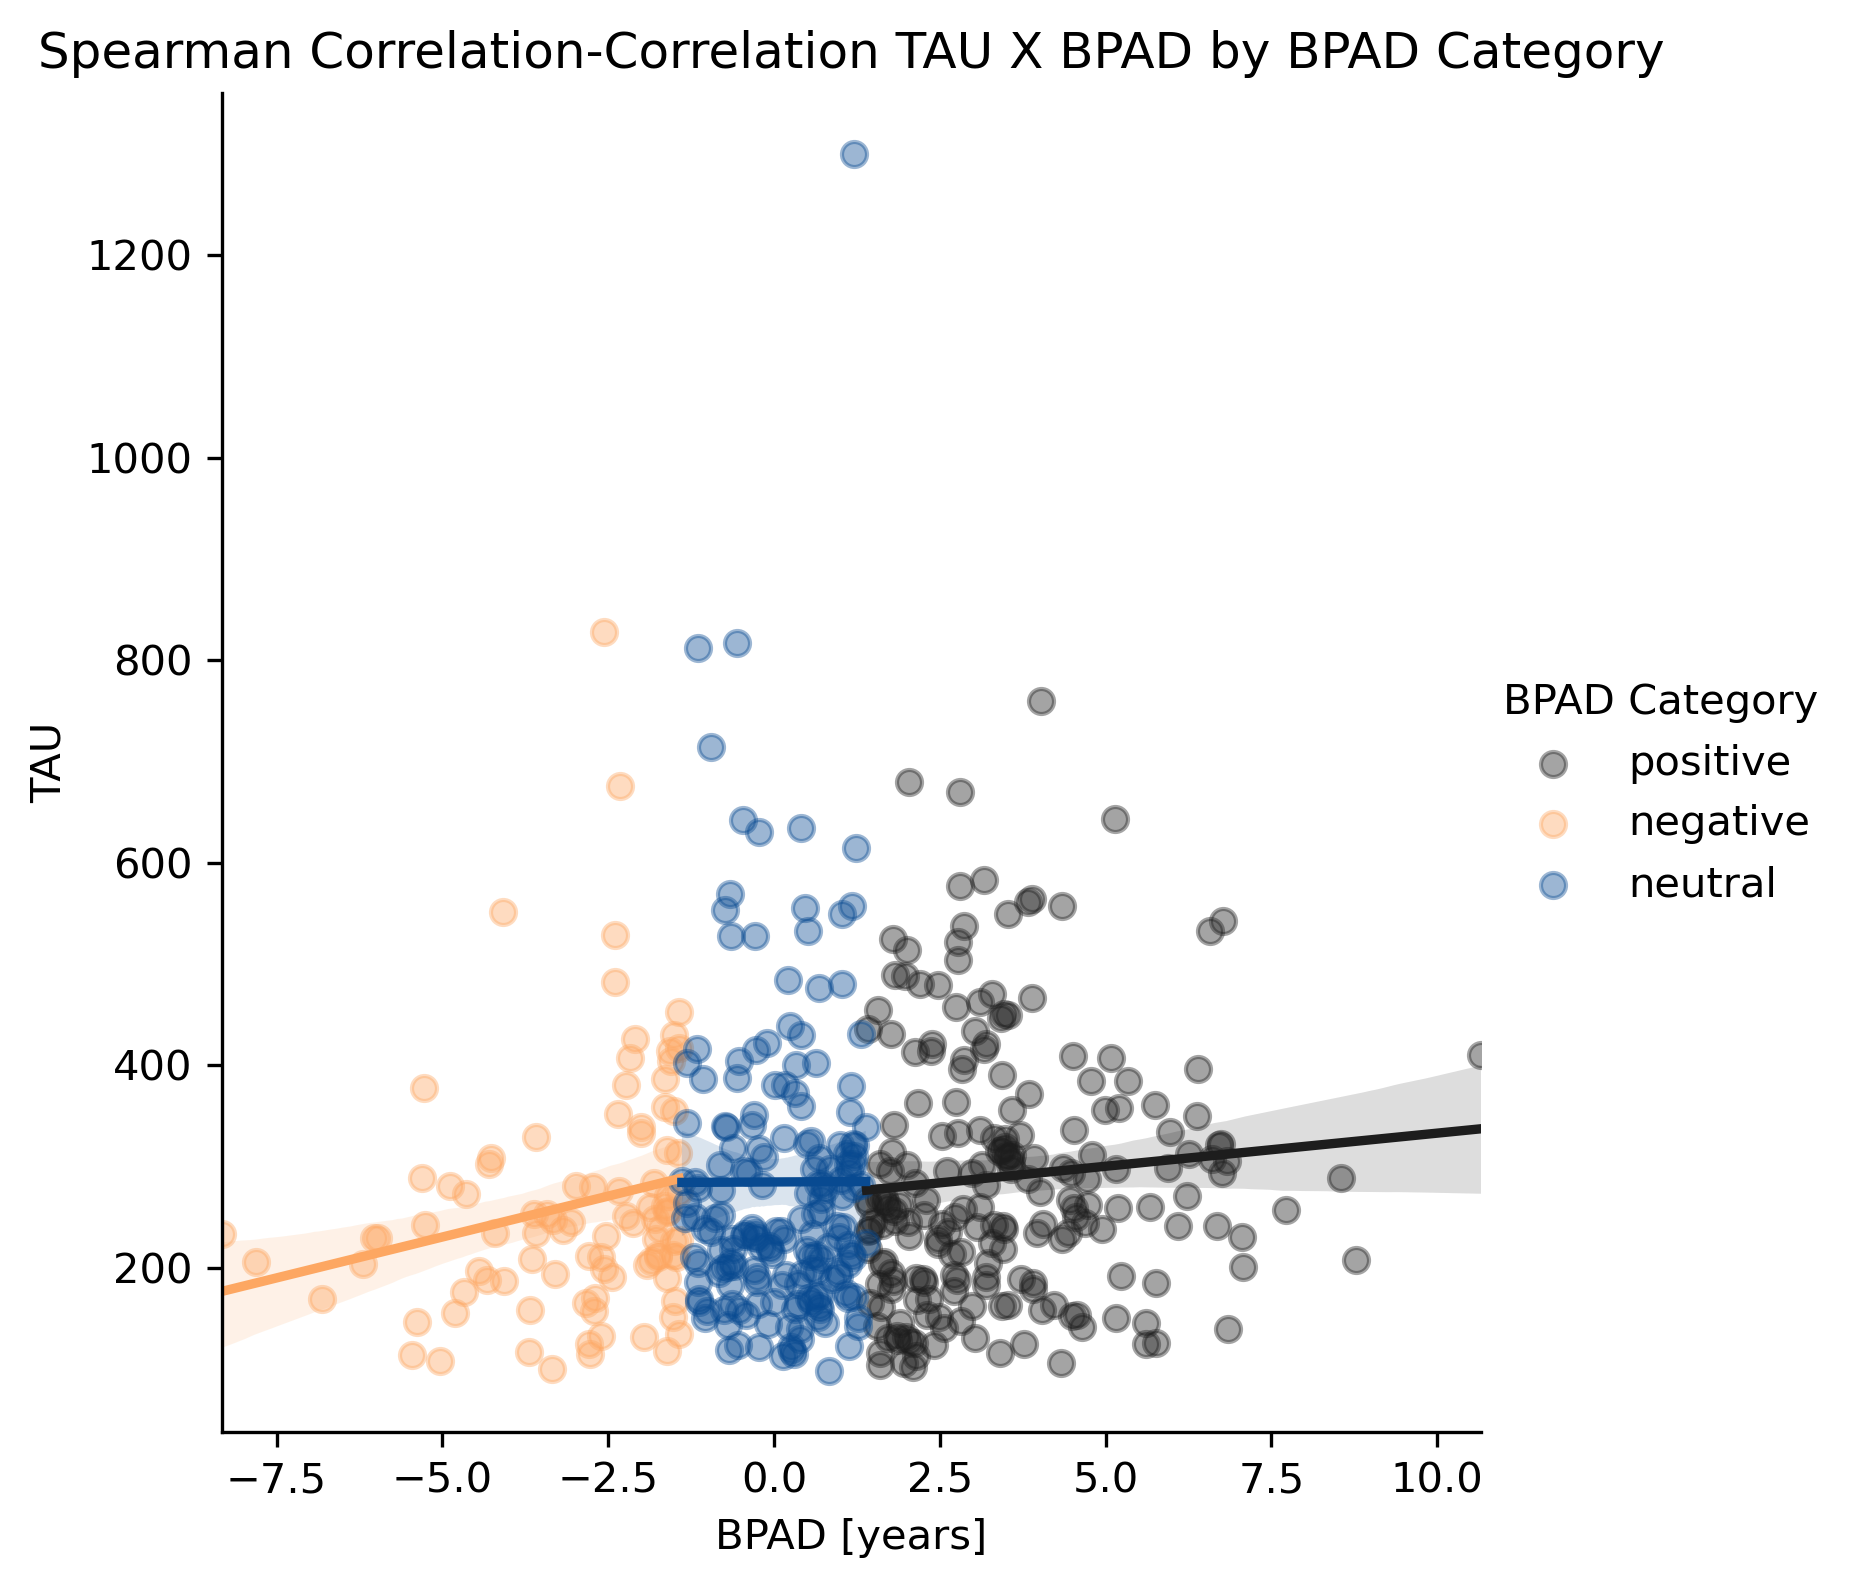 Spearman Correlation-Correlation TAU X BPAD by BPAD Category
1200
1000
800
600
400
200
TAU
−7.5 −5.0 −2.5 0.0 2.5 5.0 7.5 10.0
BPAD [years]
BPAD Category
positive
negative
neutral